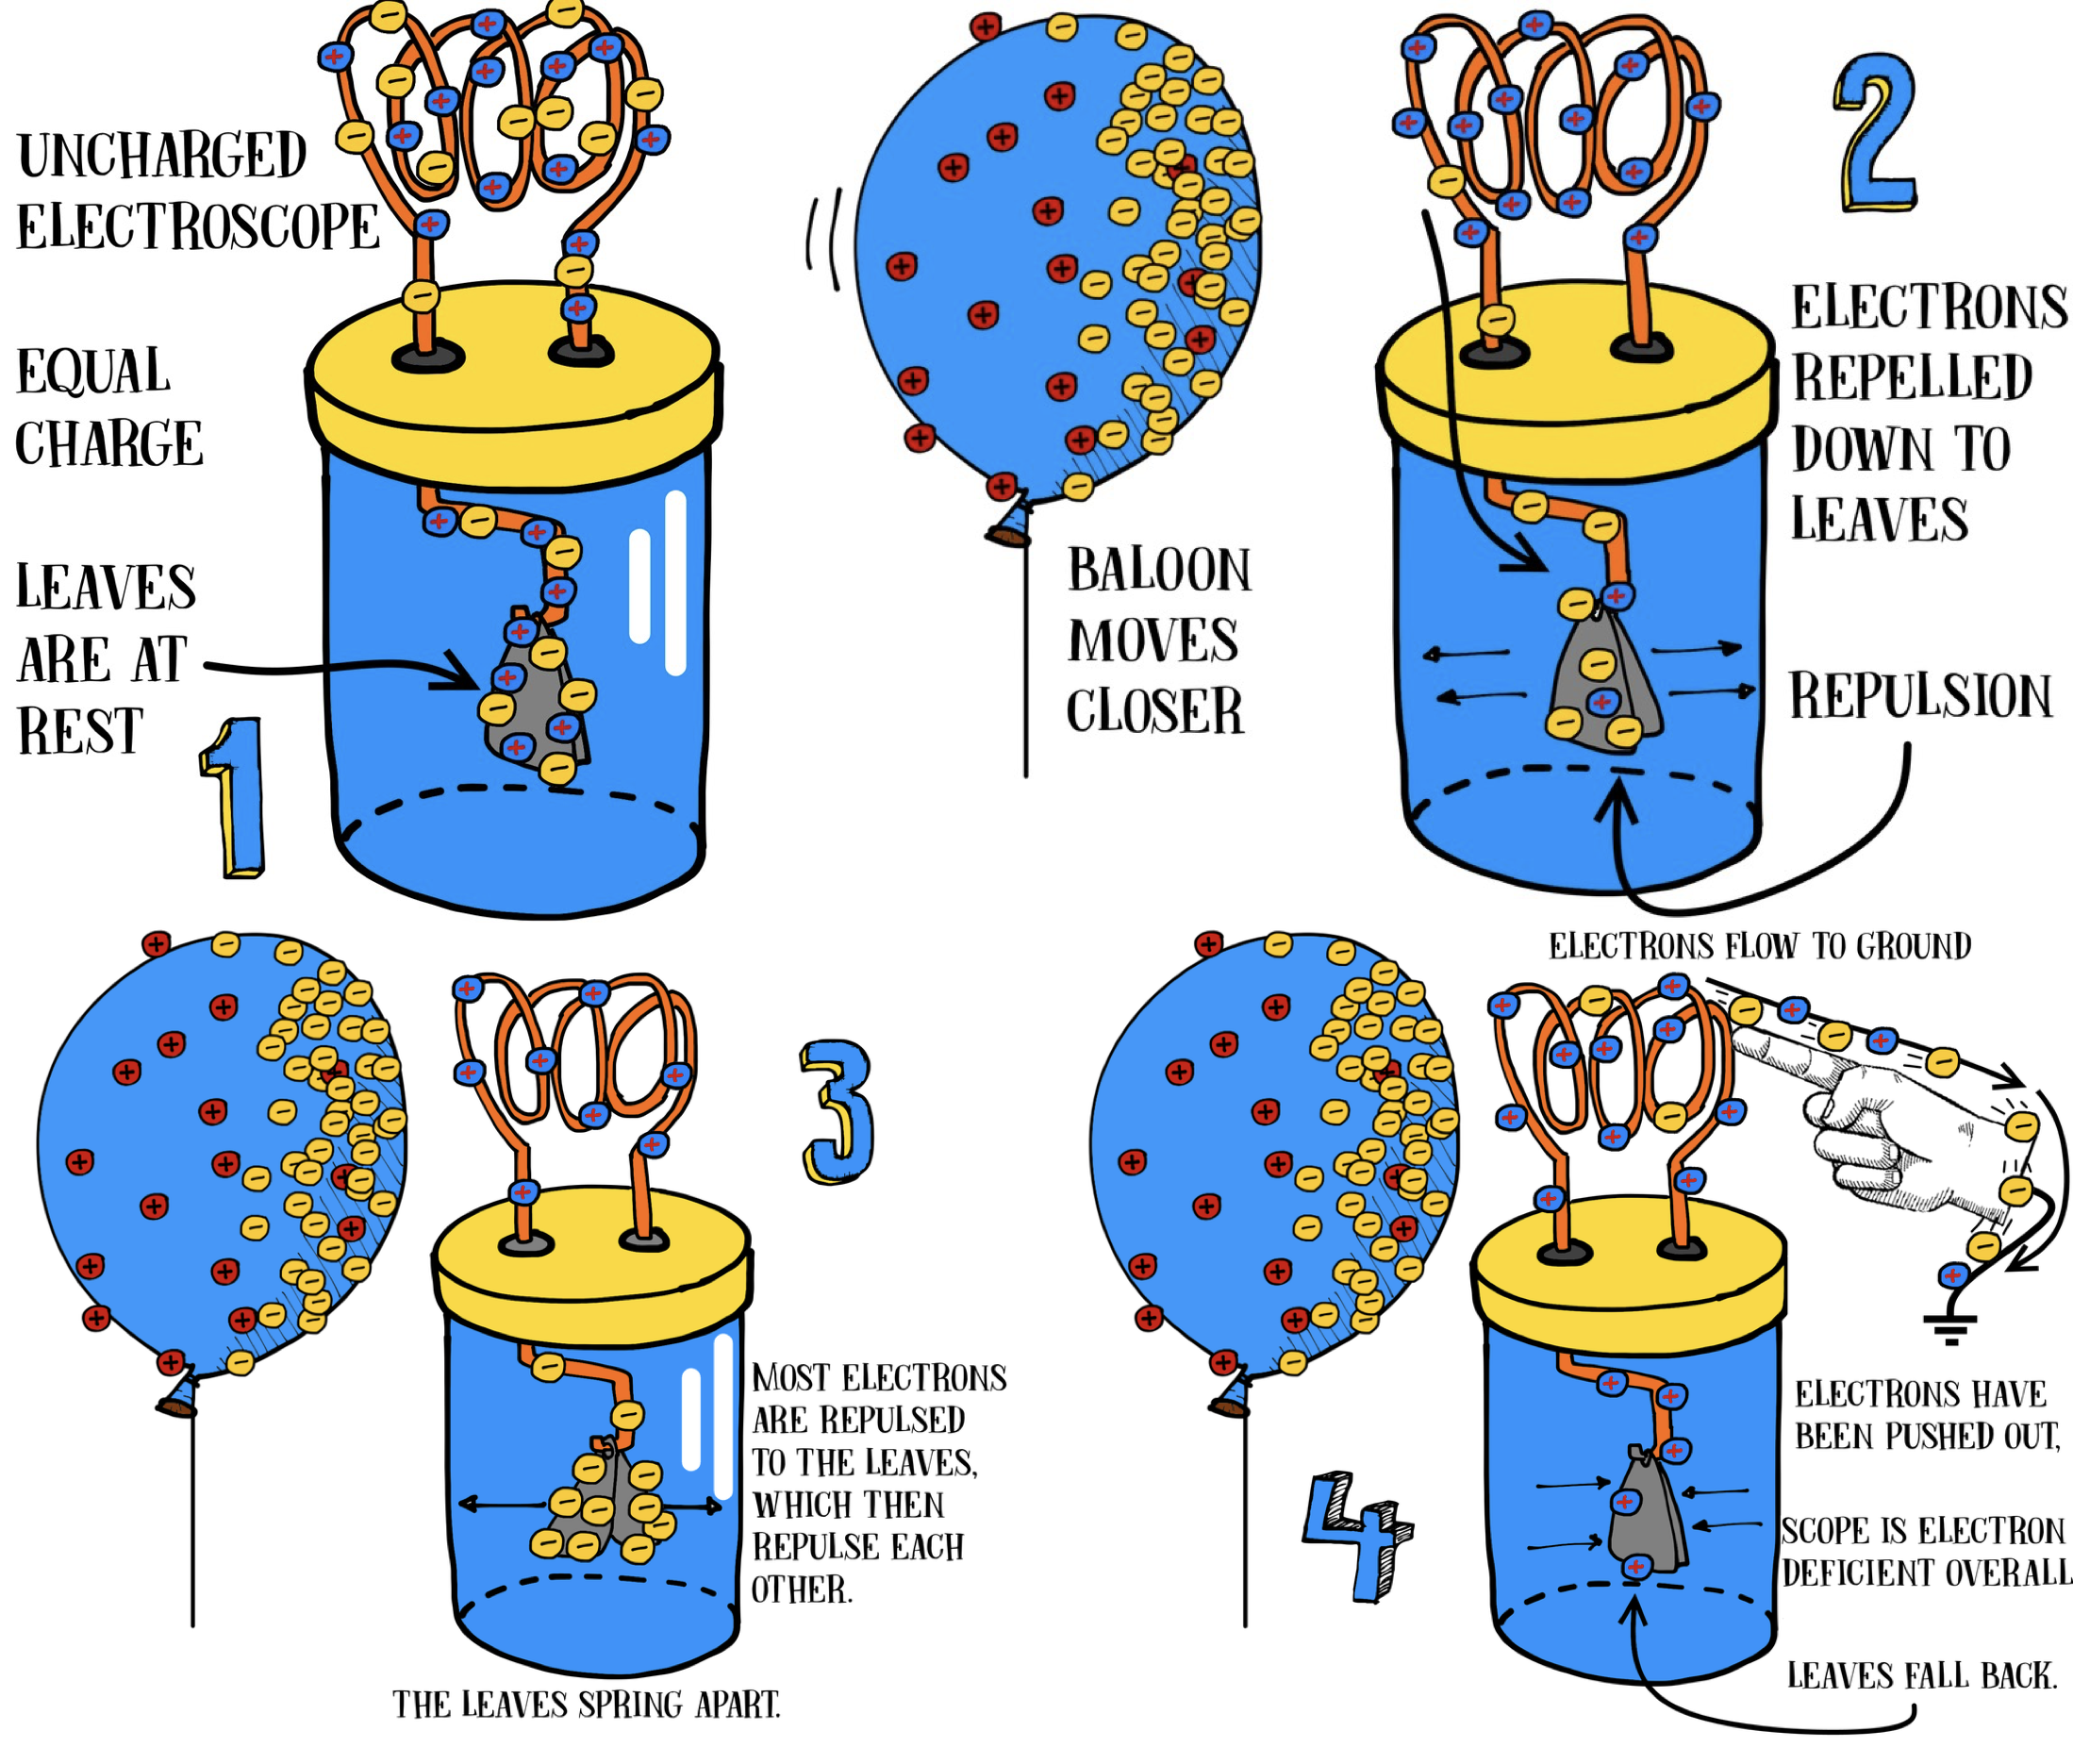 UNCHARGED
ELECTROSCOPE
EQUAL
CHARGE
LEAVES
ARE AT
REST
1
BALOON
MOVES
CLOSER
2
ELECTRONS
REPELLED
DOWN TO
LEAVES
REPULSION
3
MOST ELECTRONS
ARE REPULSED
TO THE LEAVES,
WHICH THEN
REPULSE EACH
OTHER.
THE LEAVES SPRING APART.
ELECTRONS FLOW TO GROUND
4
ELECTRONS HAVE
BEEN PUSHED OUT,
SCOPE IS ELECTRON
DEFICIENT OVERALL
LEAVES FALL BACK.